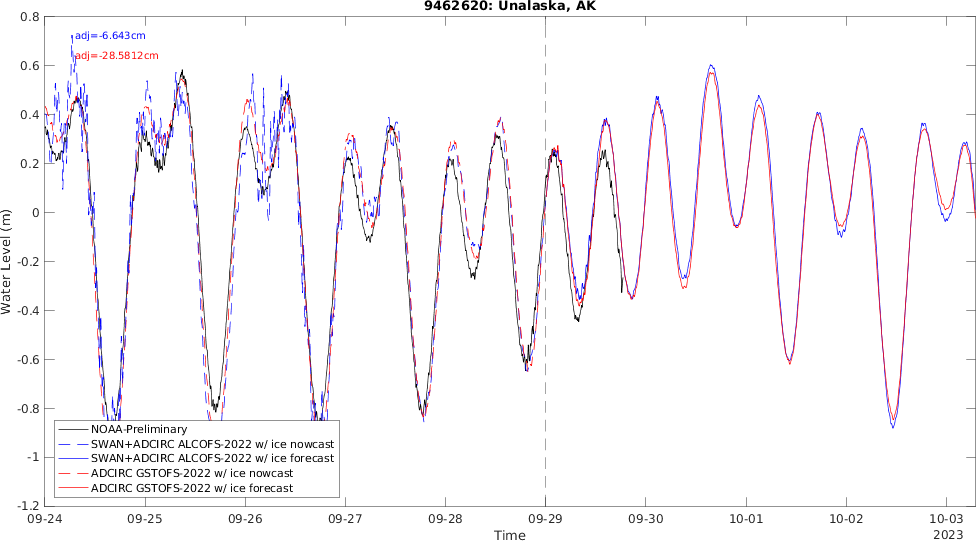 9462620: Unalaska, AK
adj=-6.643cm
adj=-28.5812cm
Water Level (m)
0.8
0.6
0.4
0.2
0
-0.2
-0.4
-0.6
-0.8
-1
-1.2
NOAA-Preliminary
SWAN+ADCIRC ALCOFS-2022 w/ ice nowcast
SWAN+ADCIRC ALCOFS-2022 w/ ice forecast
ADCIRC GSTOFS-2022 w/ ice nowcast
ADCIRC GSTOFS-2022 w/ ice forecast
09-24 09-25 09-26 09-27 09-28 09-29 09-30 10-01 10-02 10-03
Time
2023